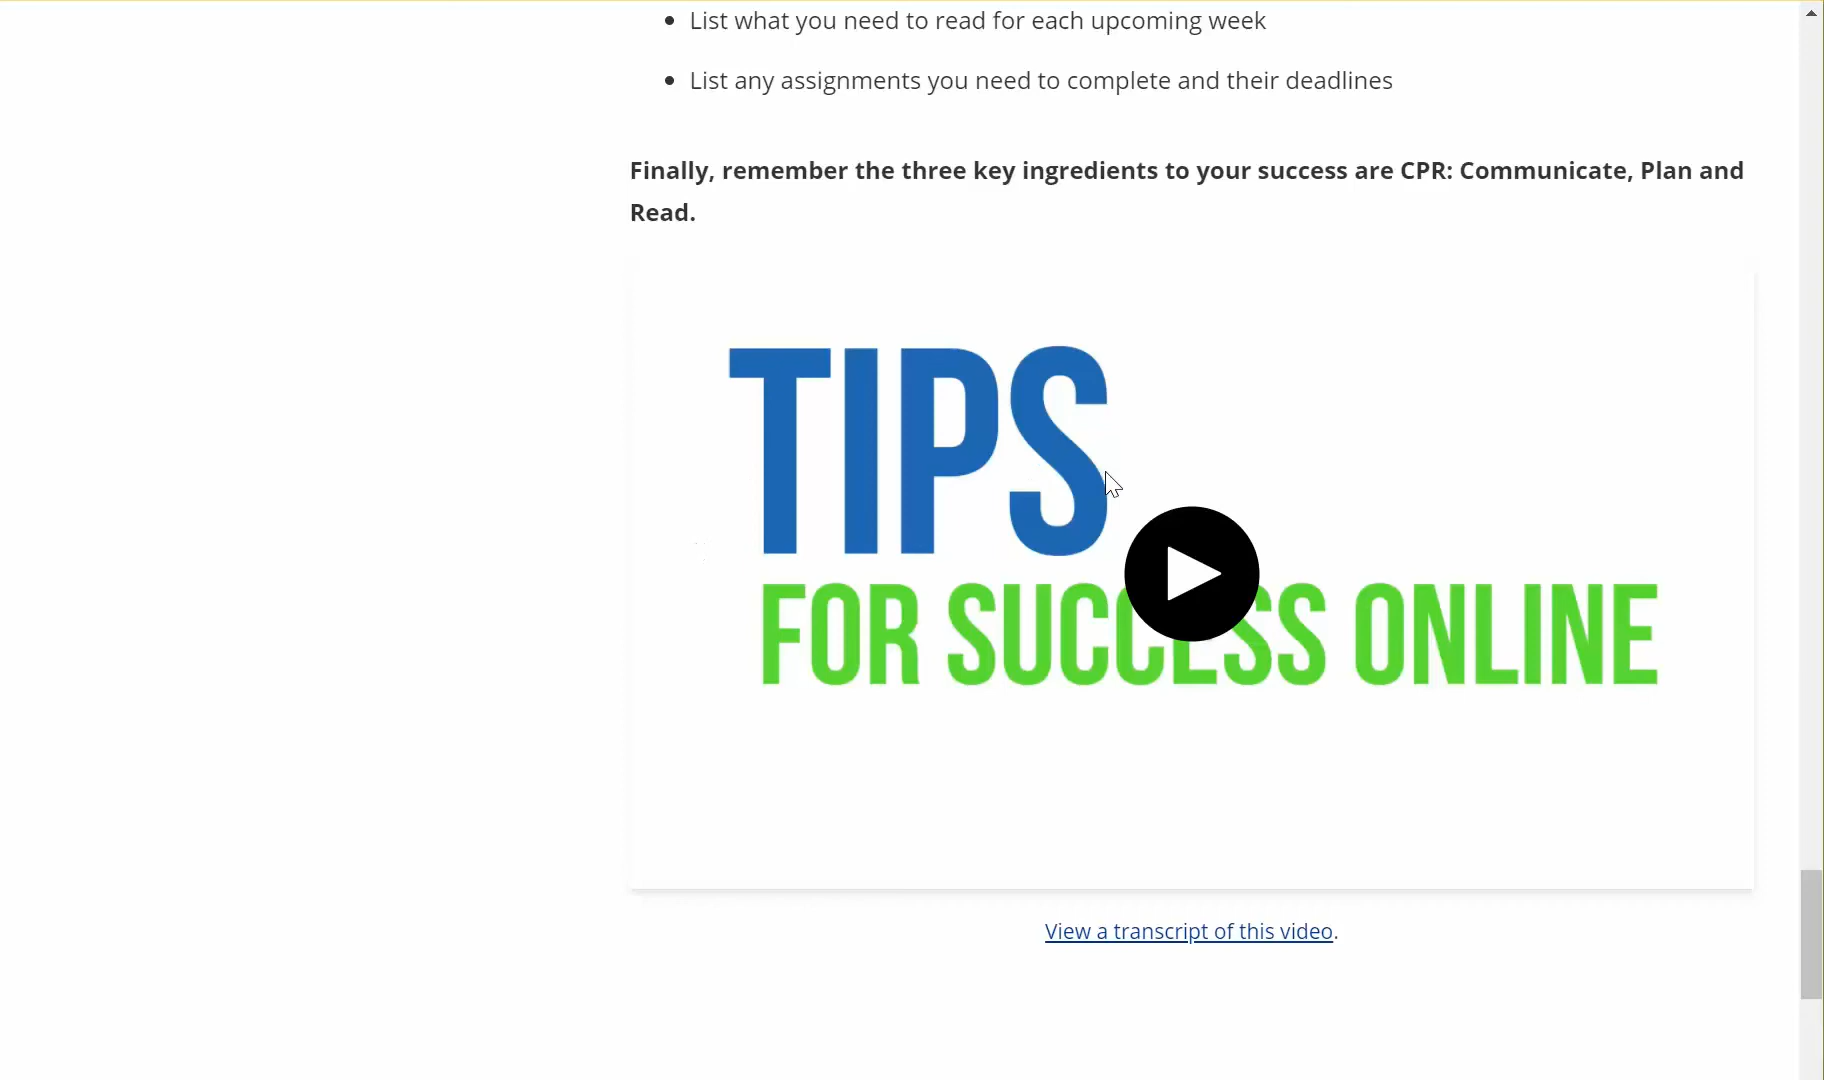 List what you need to read for each upcoming week
List any assignments you need to complete and their deadlines
Finally, remember the three key ingredients to your success are CPR: Communicate, Plan and
Read.
TIPS
FOR SUCCESS ONLINE
View a transcript of this video.